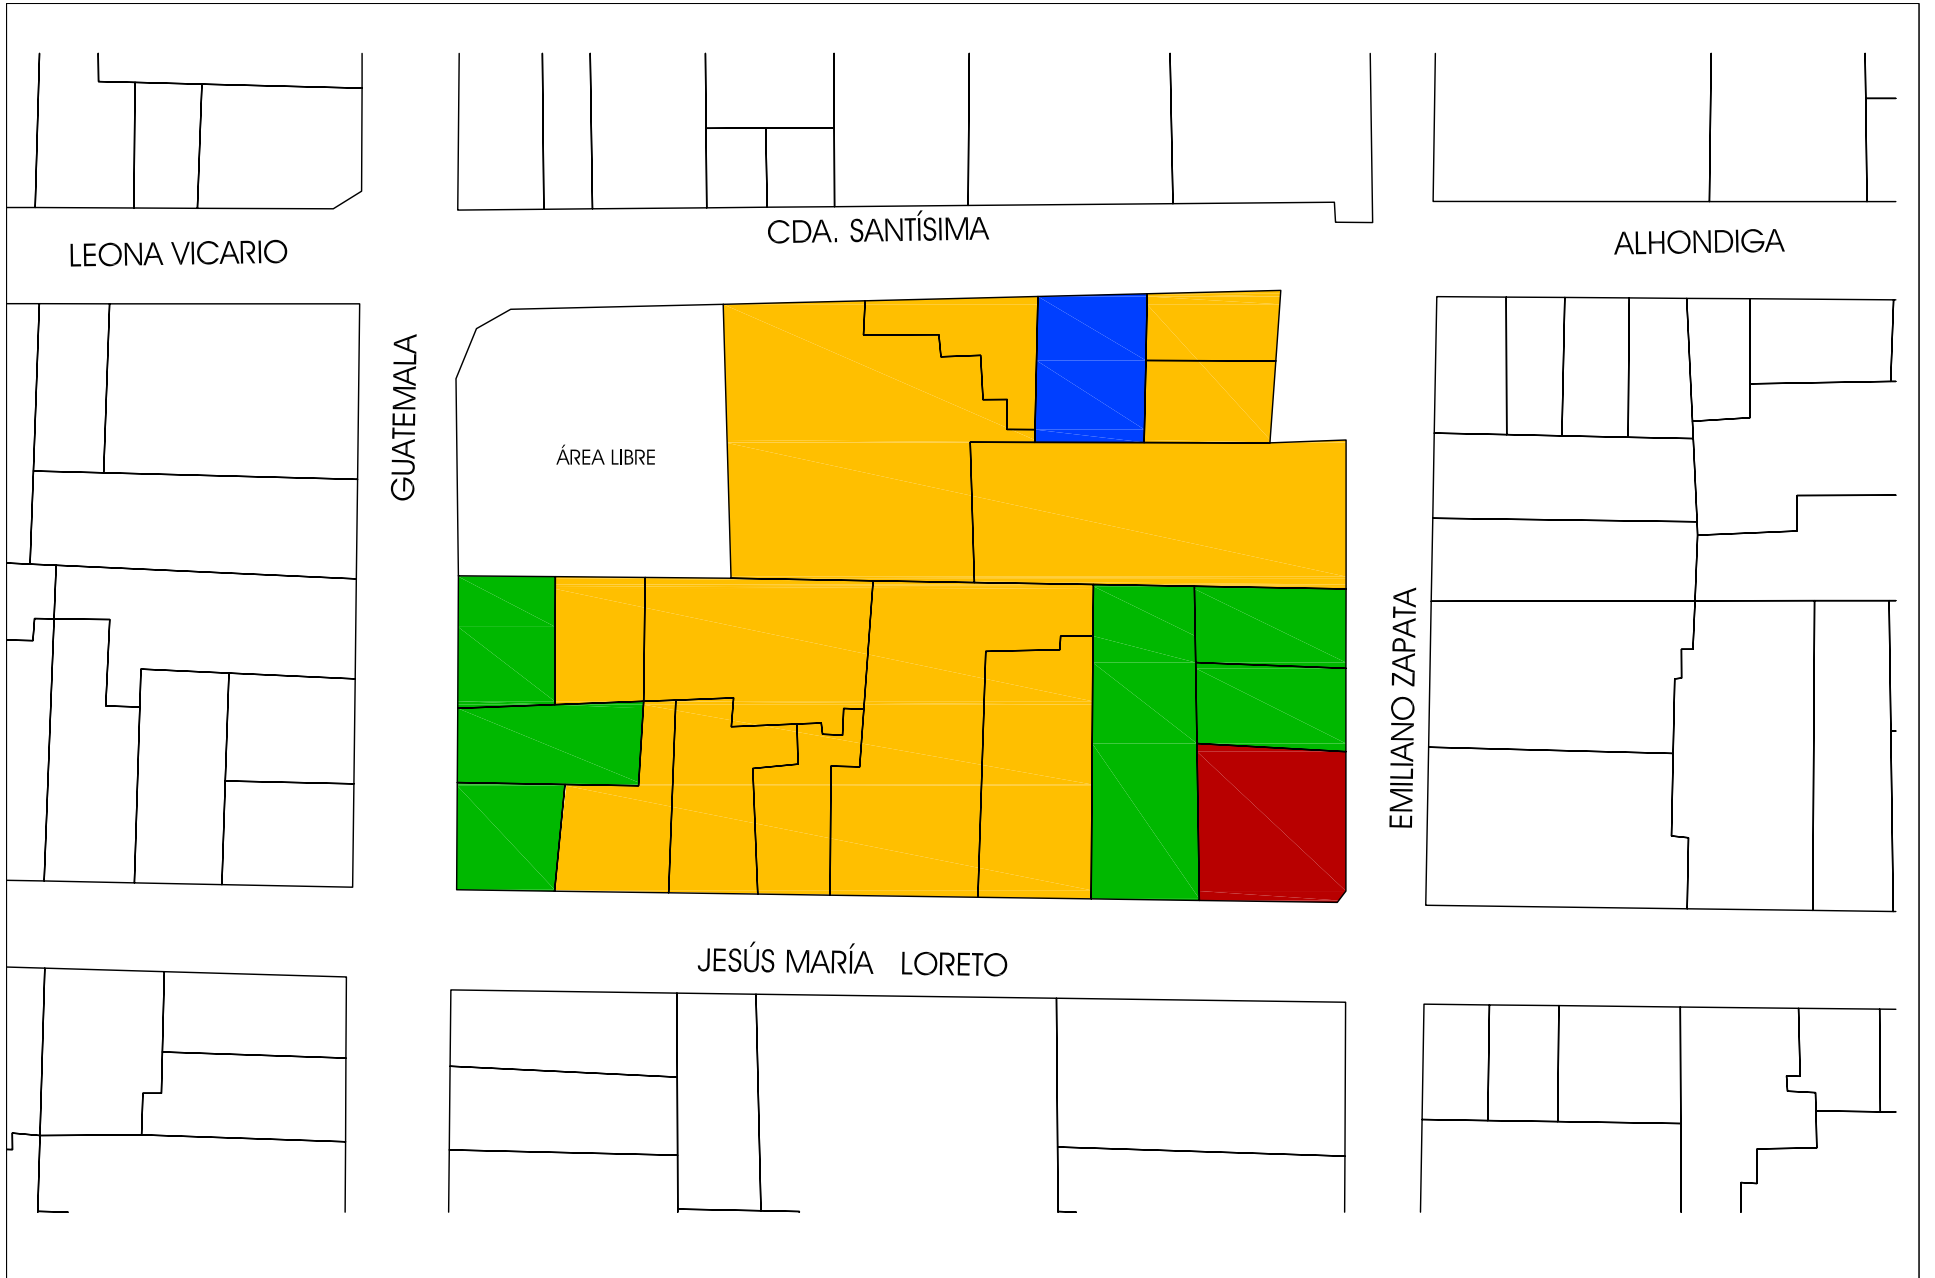 CDA. SANTÍSIMA
LEONA VICARIO
ALHONDIGA
GUATEMALA
ÁREA LIBRE
EMILIANO ZAPATA
JESÚS MARÍA LORETO